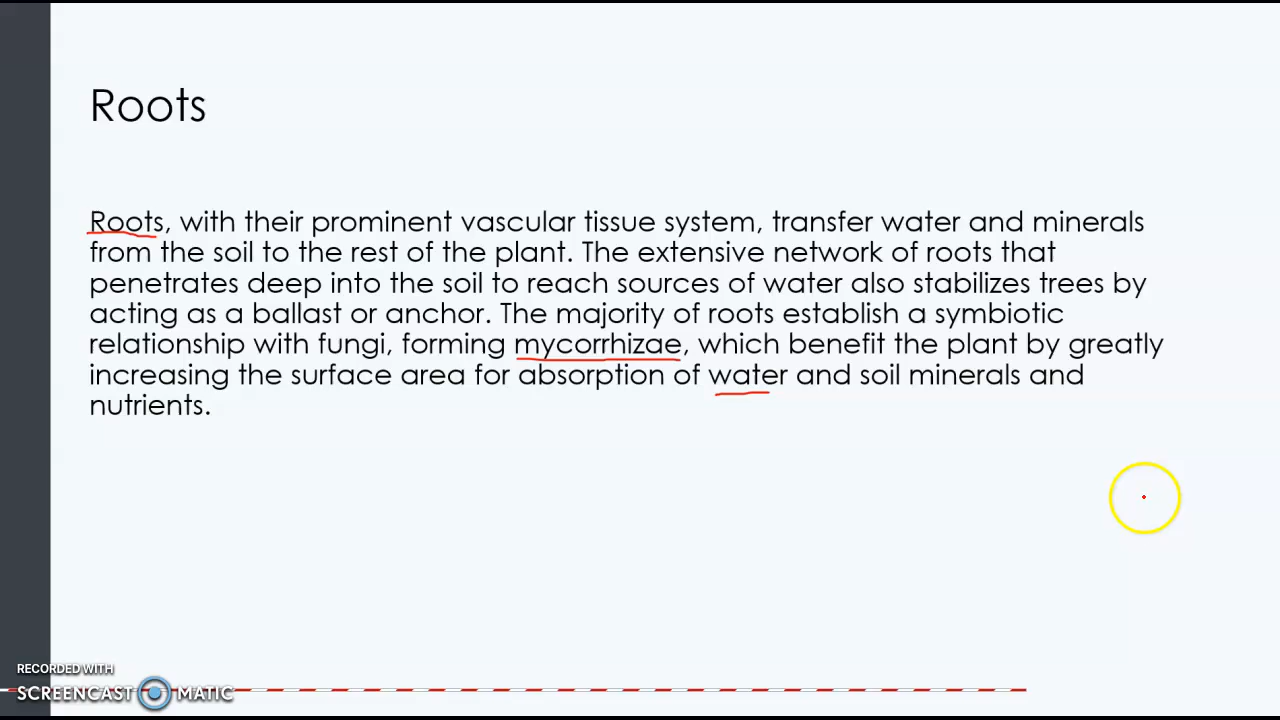 Roots
Roots, with their prominent vascular tissue system, transfer water and minerals
from the soil to the rest of the plant. The extensive network of roots that
penetrates deep into the soil to reach sources of water also stabilizes trees by
acting as a ballast or anchor. The majority of roots establish a symbiotic
relationship with fungi, forming mycorrhizae, which benefit the plant by greatly
increasing the surface area for absorption of water and soil minerals and
nutrients.
RECORDED WITH
SCREENCAST MATIC